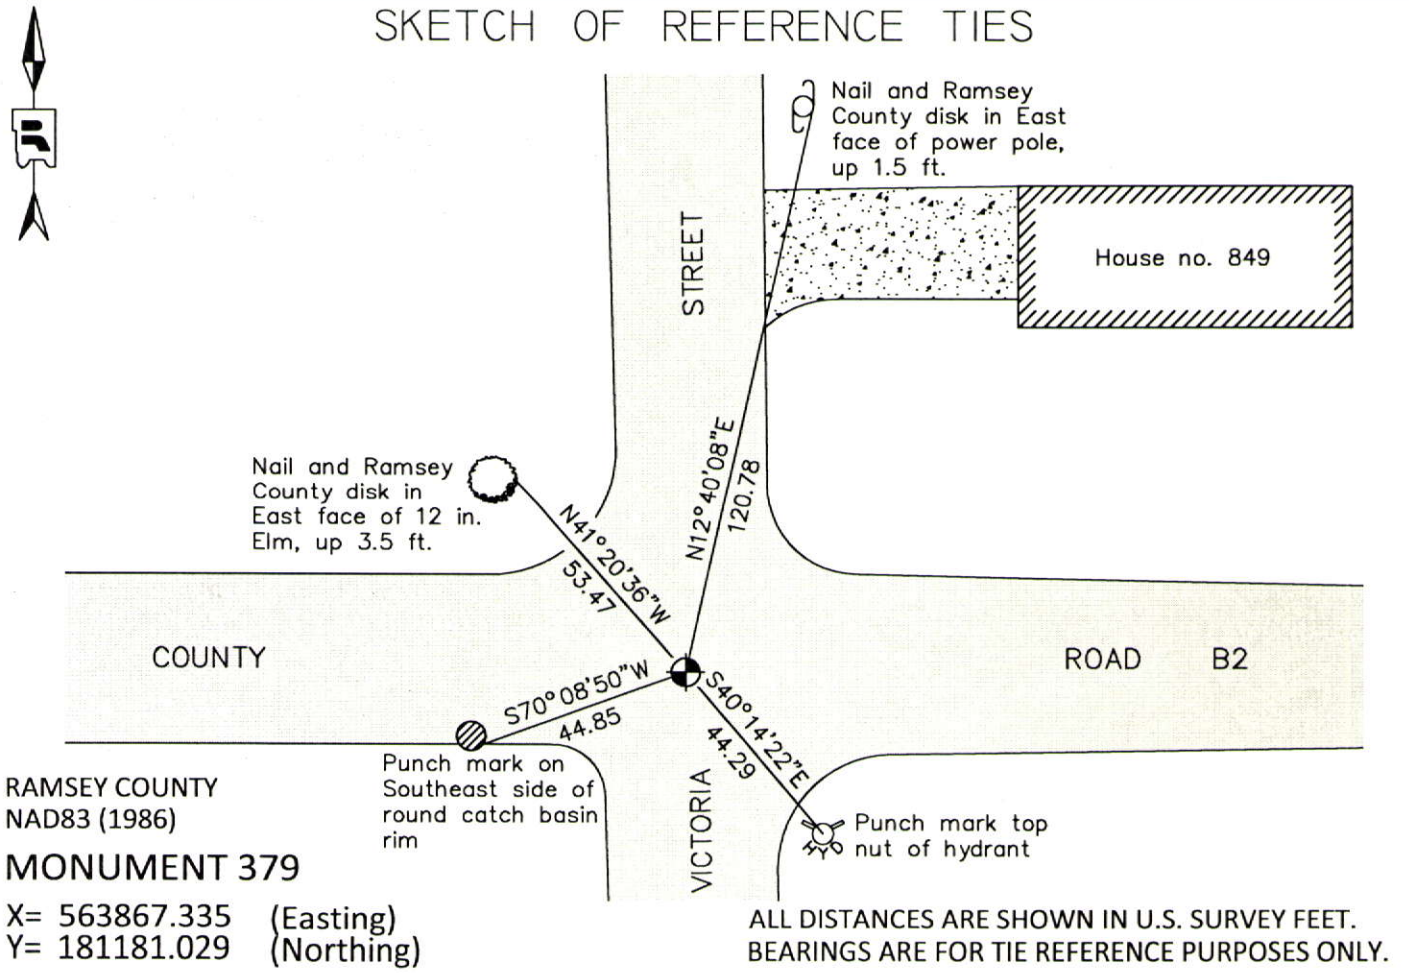 SKETCH OF REFERENCE TIES
R
Nail and Ramsey
County disk in East
face of power pole,
up 1.5 ft.
STREET
House no. 849
N12°40'08"E
120.78
Nail and Ramsey
County disk in
East face of 12 in.
Elm, up 3.5 ft.
N41°20'36"W
53.47
COUNTY
ROAD B2
S70°08'50"W
44.85
S40°14'22"E
44.29
Punch mark on
Southeast side of
round catch basin
rim
VICTORIA
HYD
Punch mark top
nut of hydrant
RAMSEY COUNTY
NAD83 (1986)
MONUMENT 379
X= 563867.335 (Easting)
Y= 181181.029 (Northing)
ALL DISTANCES ARE SHOWN IN U.S. SURVEY FEET.
BEARINGS ARE FOR TIE REFERENCE PURPOSES ONLY.